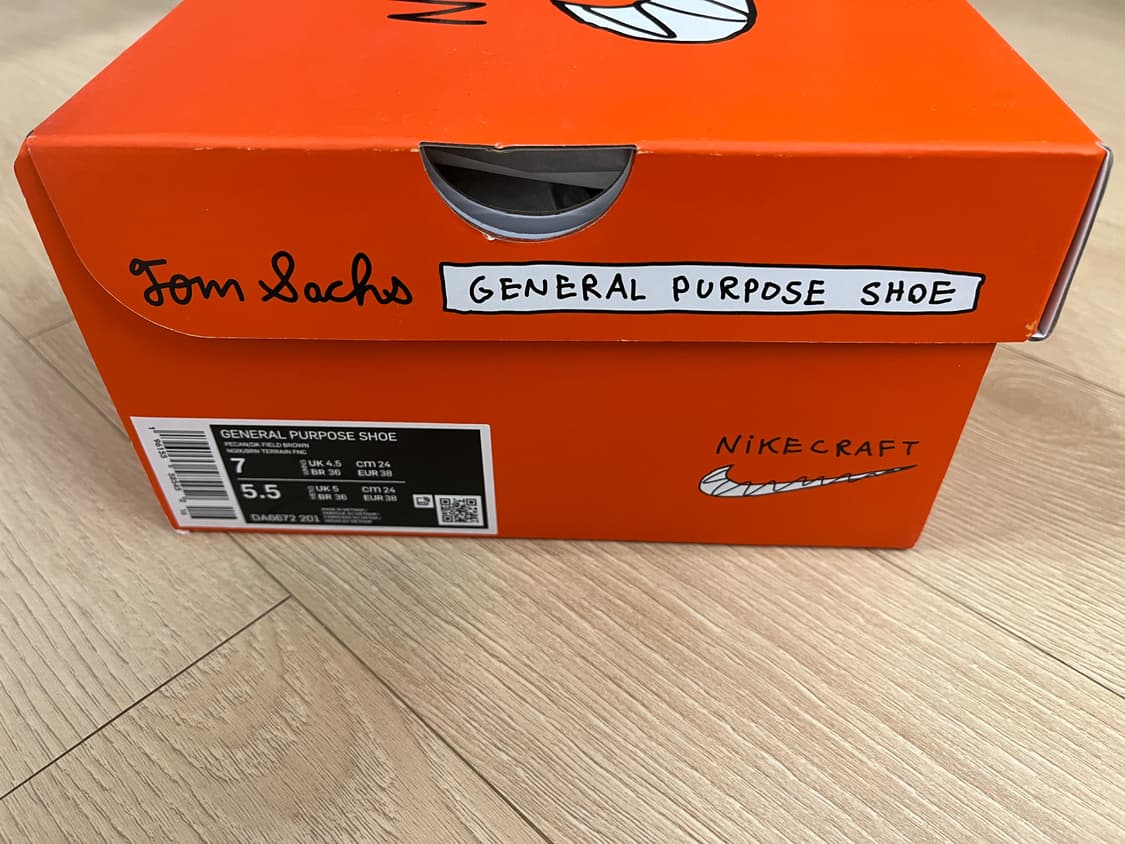 Tom Sachs GENERAL PURPOSE SHOE
GENERAL PURPOSE SHOE
PECAN/DK FIELD BROWN
7 UK 4.5 cm 24
BR 36 EUR 38
5.5 UK 5 cm 24
BR 36 EUR 38
DA6672 201
NiKECRAFT